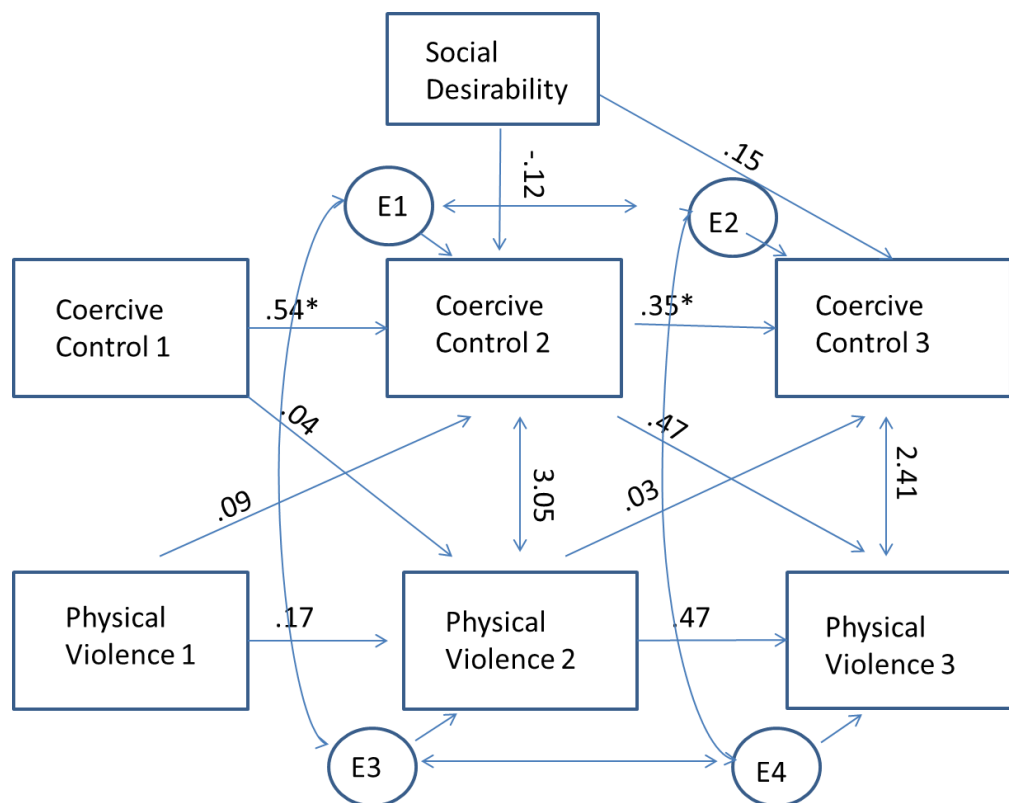 Social
Desirability
-.12
.15
E1
E2
Coercive
Control 1
.54*
Coercive
Control 2
.35*
Coercive
Control 3
.04
.09
3.05
.47
.03
2.41
Physical
Violence 1
.17
Physical
Violence 2
.47
Physical
Violence 3
E3
E4